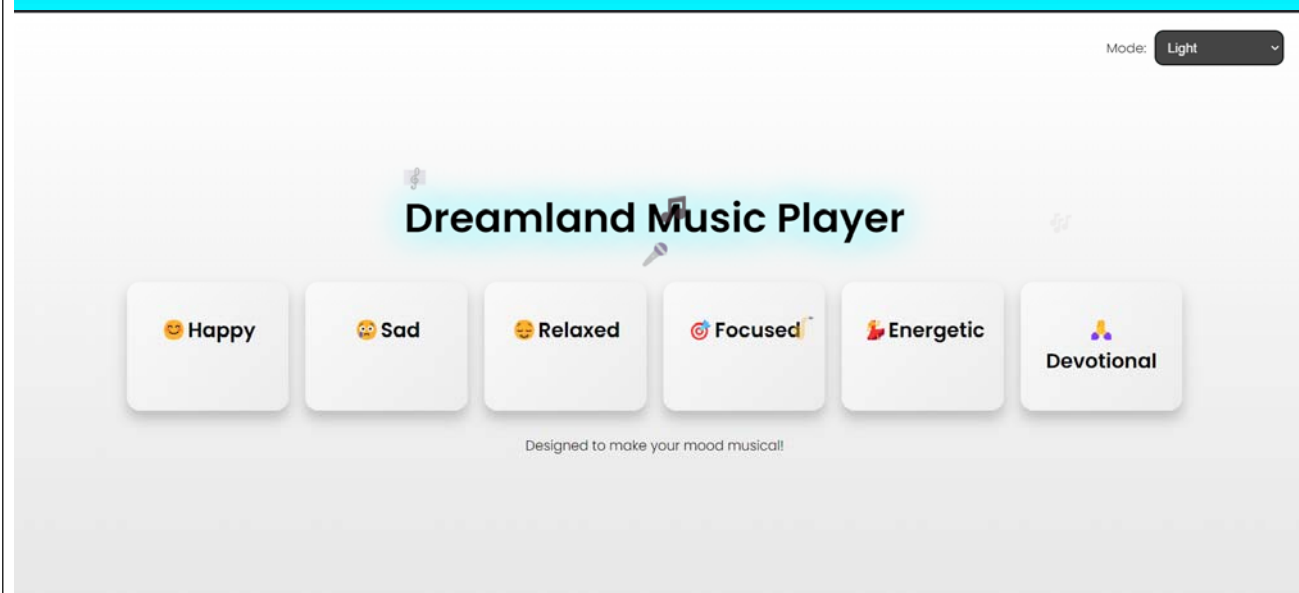 Mode: Light
Dreamland Music Player
😊 Happy
😢 Sad
😌 Relaxed
🎯 Focused
💃 Energetic
🙏
Devotional
Designed to make your mood musical!